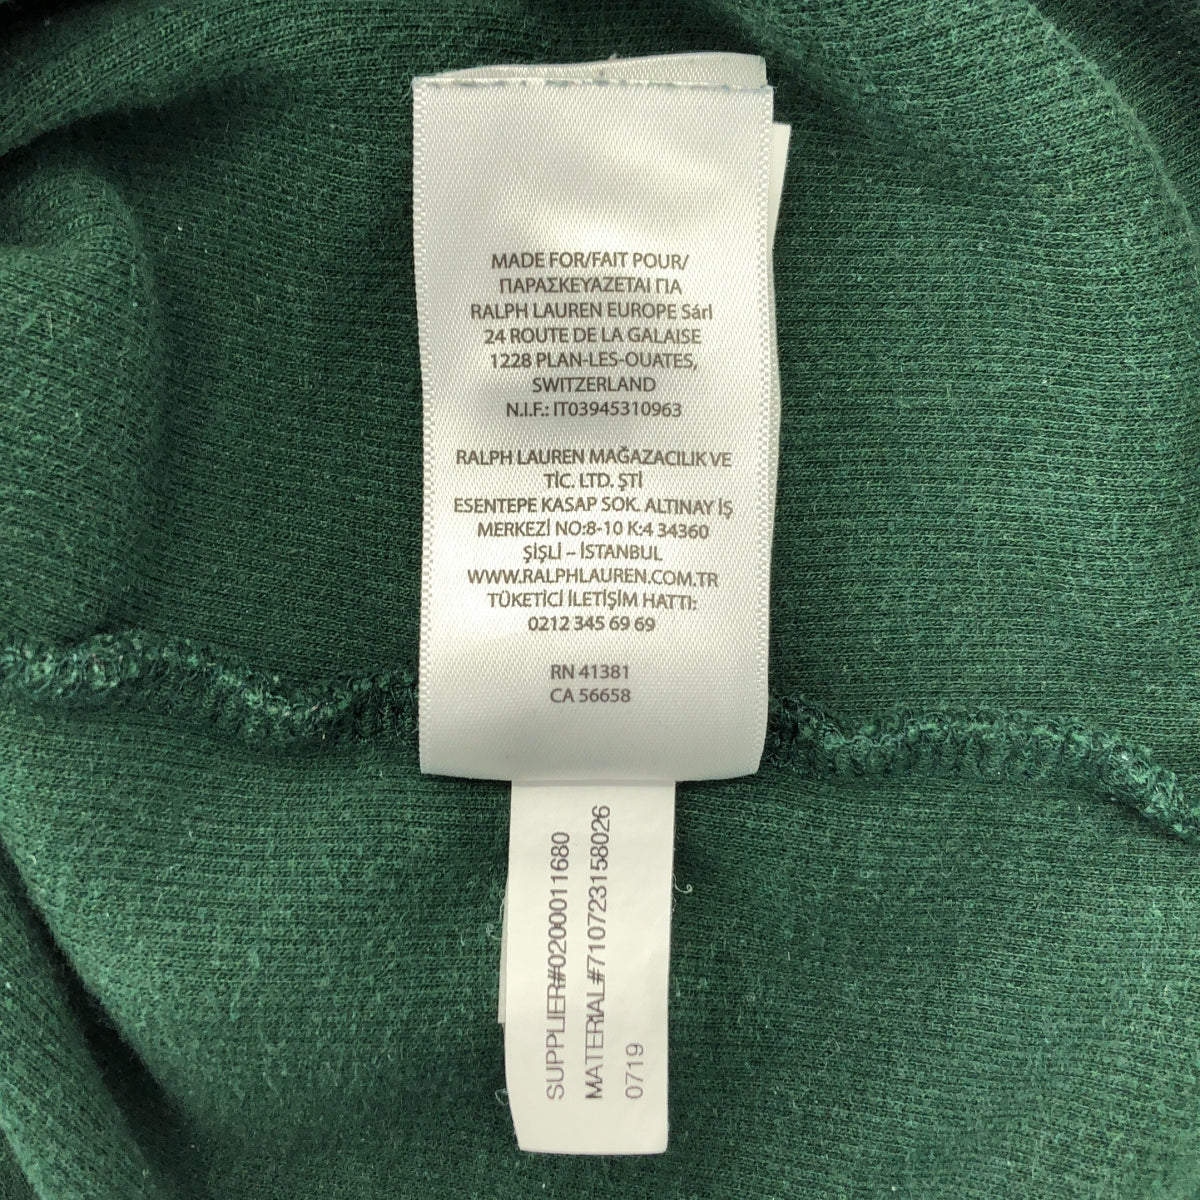 MADE FOR/FAIT POUR/
ΠΑΡΑΣΚΕΥΑΖΕΤΑΙ ΓΙΑ
RALPH LAUREN EUROPE Sárl
24 ROUTE DE LA GALAISE
1228 PLAN-LES-OUATES,
SWITZERLAND
N.I.F.: IT03945310963
RALPH LAUREN MAĞAZACILIK VE
TİC. LTD. ŞTİ
ESENTEPE KASAP SOK. ALTINAY İŞ
MERKEZİ NO:8-10 K:4 34360
ŞİŞLİ – İSTANBUL
WWW.RALPHLAUREN.COM.TR
TÜKETİCİ İLETİŞİM HATTI:
0212 345 69 69
RN 41381
CA 56658
SUPPLIER#0200011680
MATERIAL#710723158026
0719